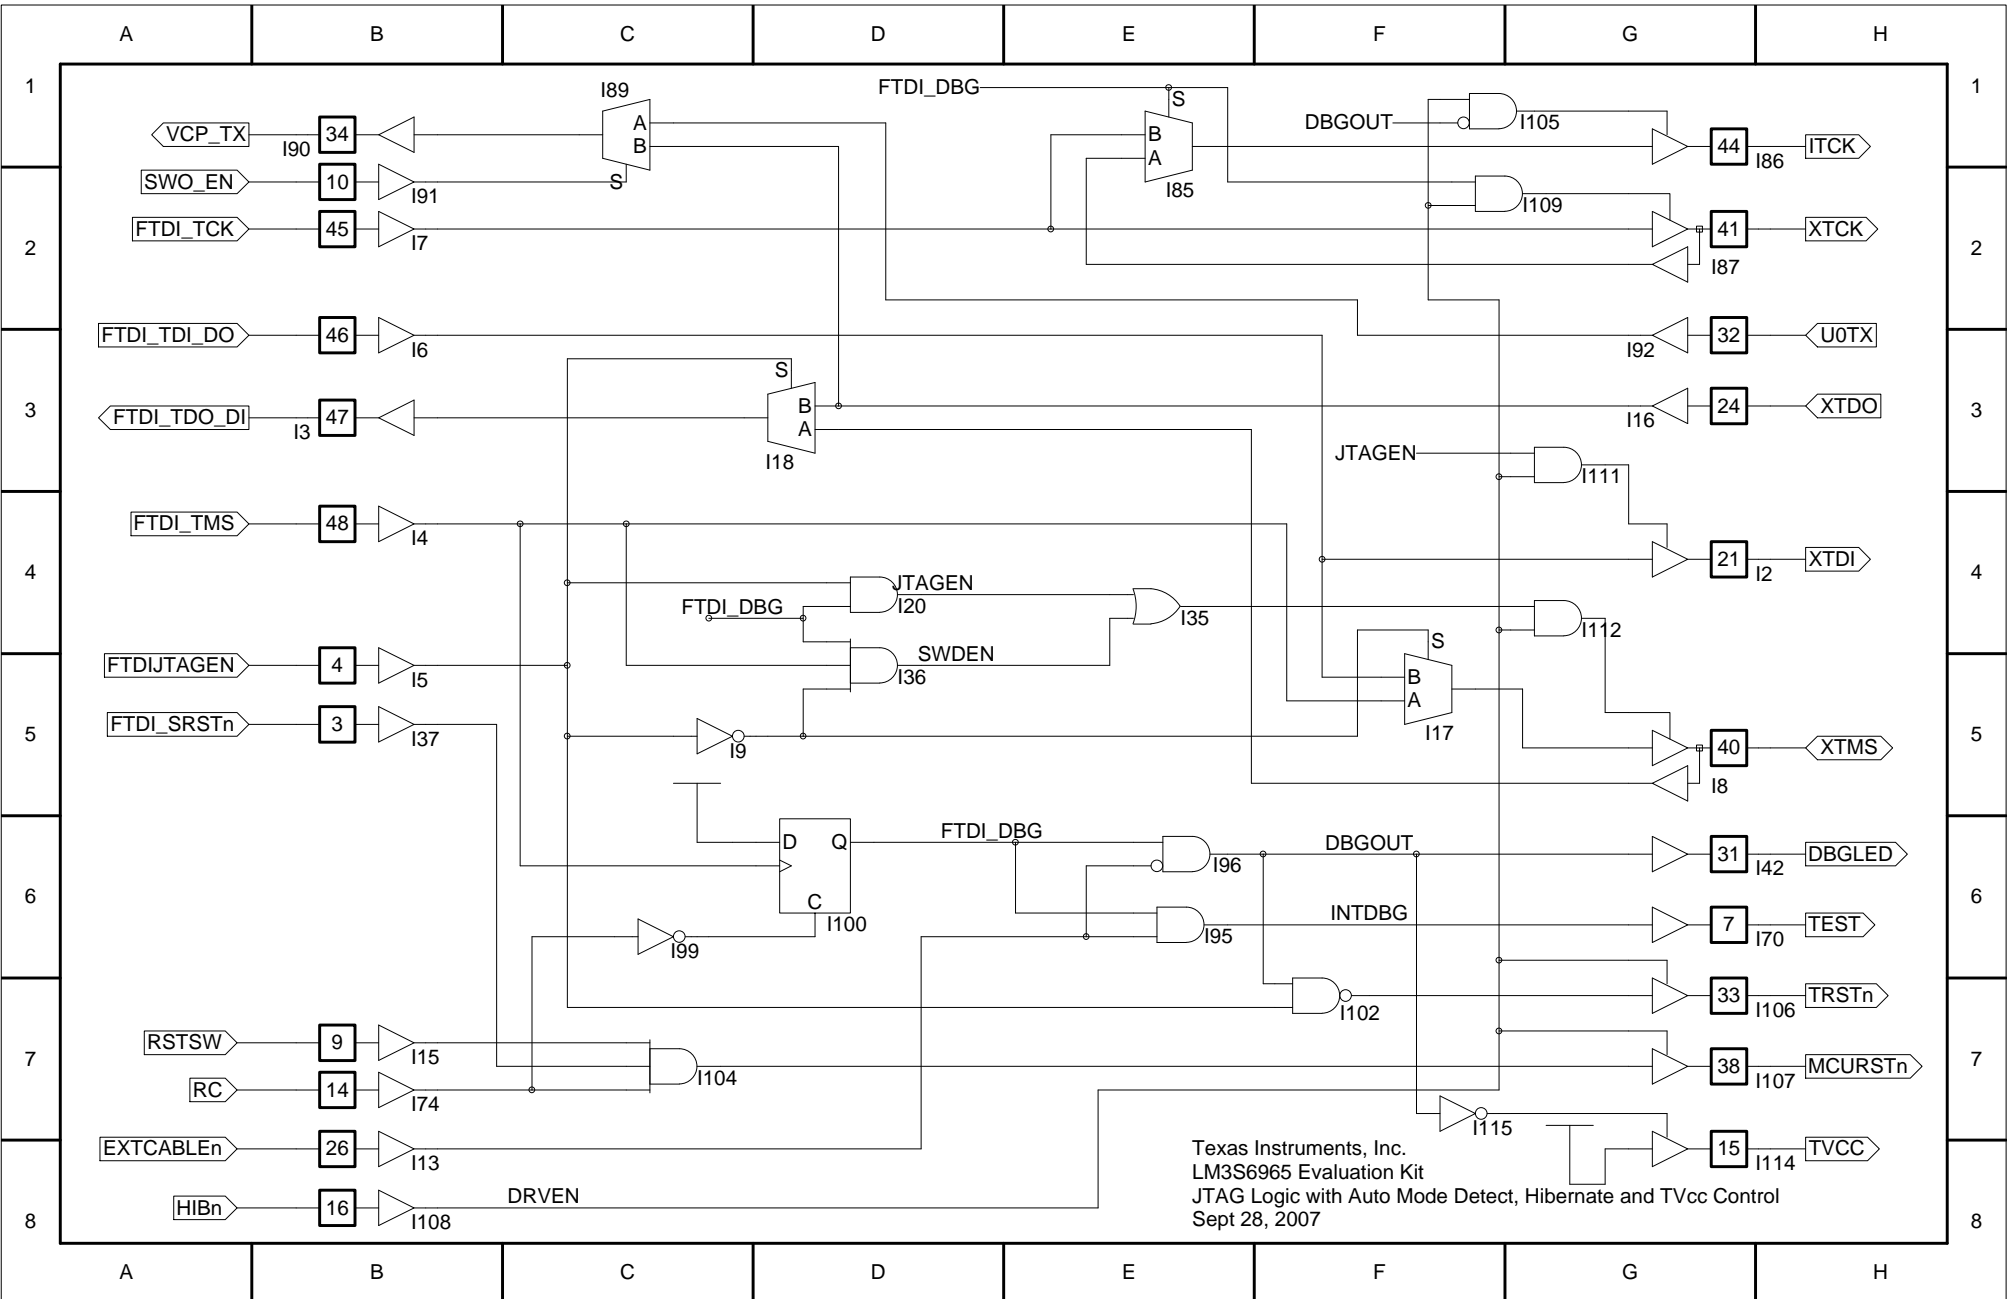 A B C D E F G H
1 1
2 2
3 3
4 4
5 5
6 6
7 7
8 8
VCP_TX I90 34
I89 A B S
FTDI_DBG
S B A I85
DBGOUT I105
44 I86 ITCK
SWO_EN 10 I91
I109
FTDI_TCK 45 I7
41 I87 XTCK
FTDI_TDI_DO 46 I6
I92 32 U0TX
FTDI_TDO_DI I3 47
S B A I18
I16 24 XTDO
JTAGEN I111
FTDI_TMS 48 I4
21 I2 XTDI
JTAGEN I20
FTDI_DBG
I35
I112
SWDEN I36
FTDIJTAGEN 4 I5
S B A I17
FTDI_SRSTn 3 I37
I9
40 I8 XTMS
D Q C I100
FTDI_DBG
I96
DBGOUT
31 I42 DBGLED
I99
I95
INTDBG
7 I70 TEST
I102
33 I106 TRSTn
RSTSW 9 I15
I104
38 I107 MCURSTn
RC 14 I74
I115
EXTCABLEn 26 I13
15 I114 TVCC
HIBn 16 I108
DRVEN
Texas Instruments, Inc.
LM3S6965 Evaluation Kit
JTAG Logic with Auto Mode Detect, Hibernate and TVcc Control
Sept 28, 2007
A B C D E F G H